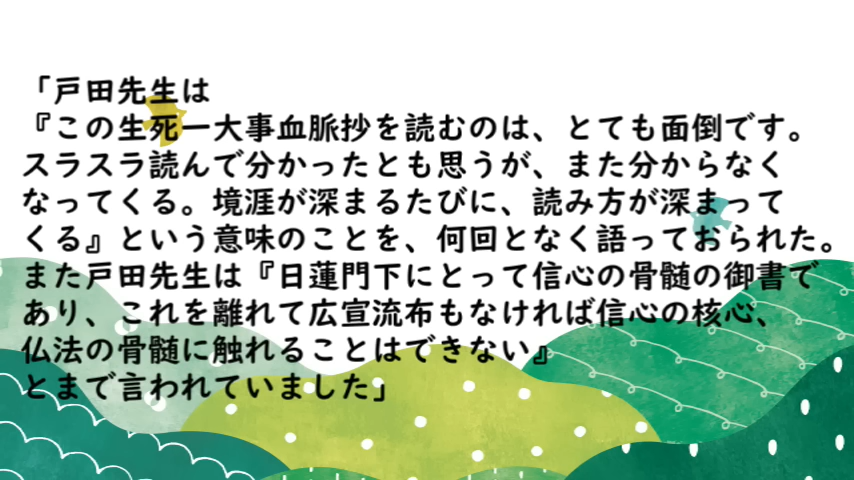 「戸田先生は
『この生死一大事血脈抄を読むのは、とても面倒です。
スラスラ読んで分かったとも思うが、また分からなく
なってくる。境涯が深まるたびに、読み方が深まって
くる』という意味のことを、何回となく語っておられた。
また戸田先生は『日蓮門下にとって信心の骨髄の御書で
あり、これを離れて広宣流布もなければ信心の核心、
仏法の骨髄に触れることはできない』
とまで言われていました」